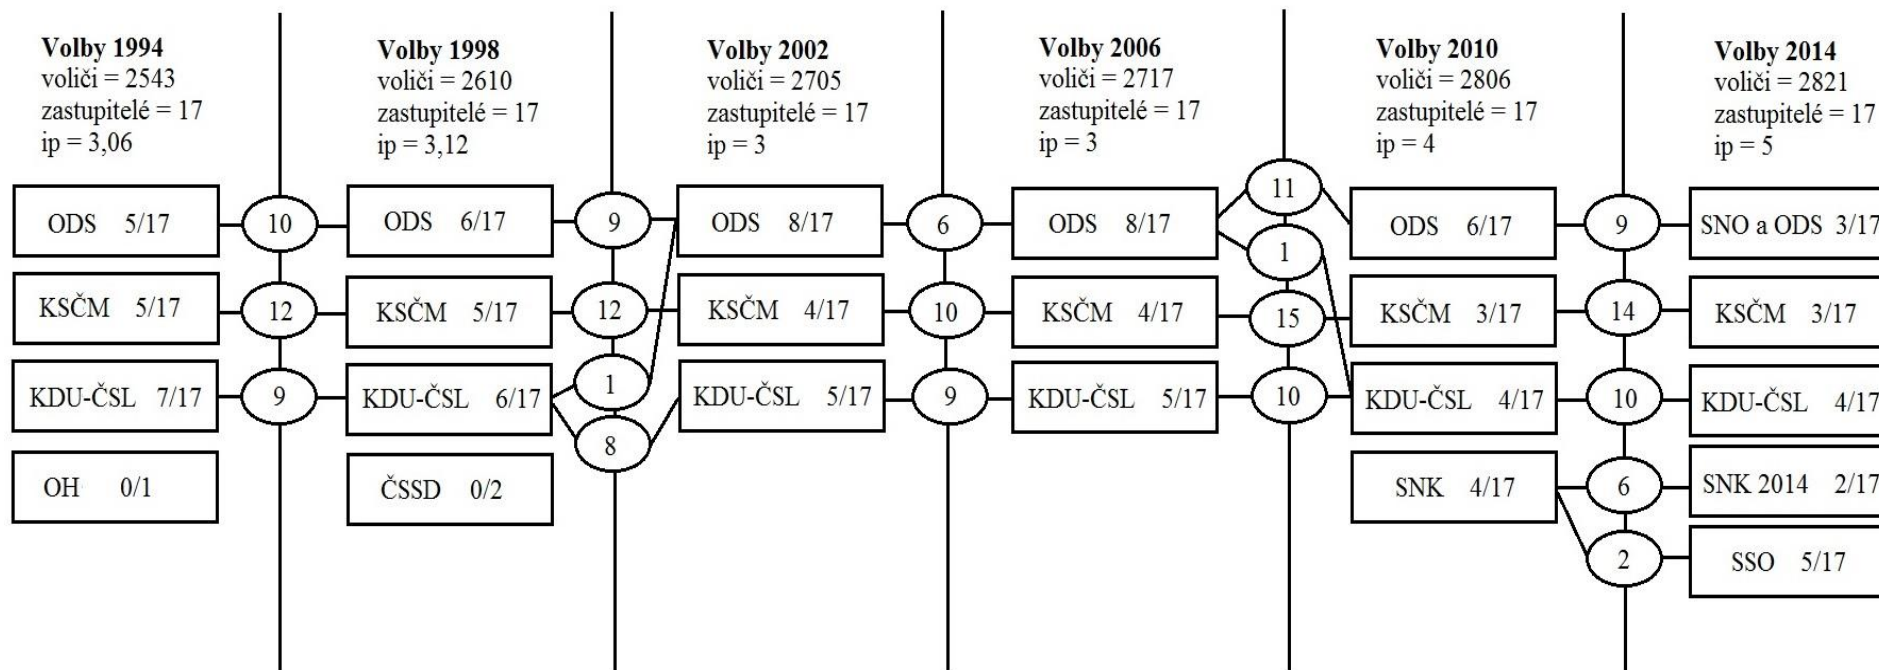 Volby 1994
voliči = 2543
zastupitelé = 17
ip = 3,06
ODS 5/17
KSČM 5/17
KDU-ČSL 7/17
OH 0/1
10
12
9
Volby 1998
voliči = 2610
zastupitelé = 17
ip = 3,12
ODS 6/17
KSČM 5/17
KDU-ČSL 6/17
ČSSD 0/2
9
12
1
8
Volby 2002
voliči = 2705
zastupitelé = 17
ip = 3
ODS 8/17
KSČM 4/17
KDU-ČSL 5/17
6
10
9
Volby 2006
voliči = 2717
zastupitelé = 17
ip = 3
ODS 8/17
KSČM 4/17
KDU-ČSL 5/17
11
1
15
10
Volby 2010
voliči = 2806
zastupitelé = 17
ip = 4
ODS 6/17
KSČM 3/17
KDU-ČSL 4/17
SNK 4/17
9
14
10
6
2
Volby 2014
voliči = 2821
zastupitelé = 17
ip = 5
SNO a ODS 3/17
KSČM 3/17
KDU-ČSL 4/17
SNK 2014 2/17
SSO 5/17